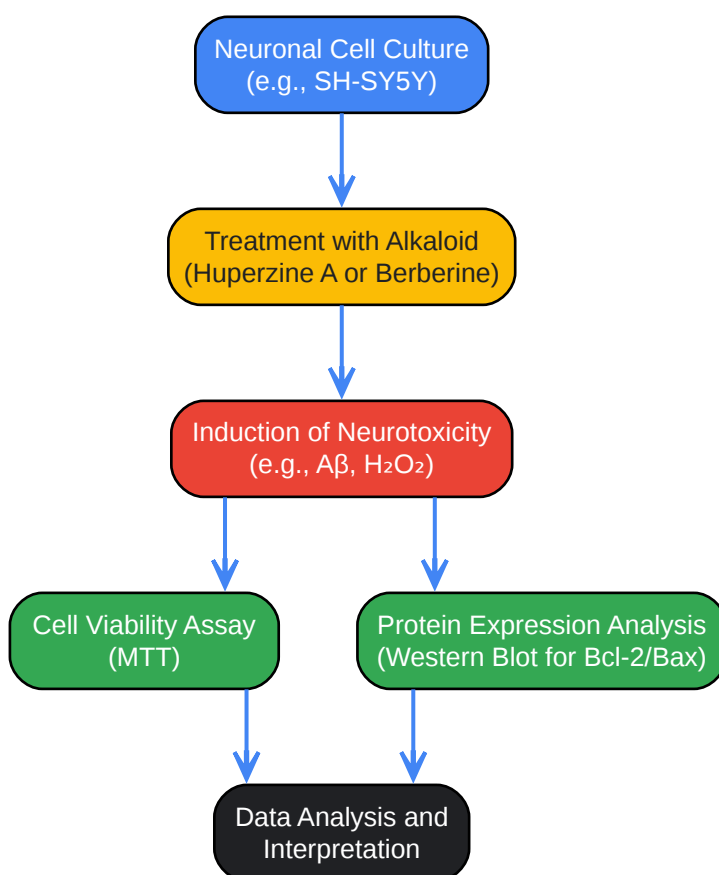 Neuronal Cell Culture
(e.g., SH-SY5Y)
Treatment with Alkaloid
(Huperzine A or Berberine)
Induction of Neurotoxicity
(e.g., Aβ, H₂O₂)
Cell Viability Assay
(MTT)
Protein Expression Analysis
(Western Blot for Bcl-2/Bax)
Data Analysis and
Interpretation